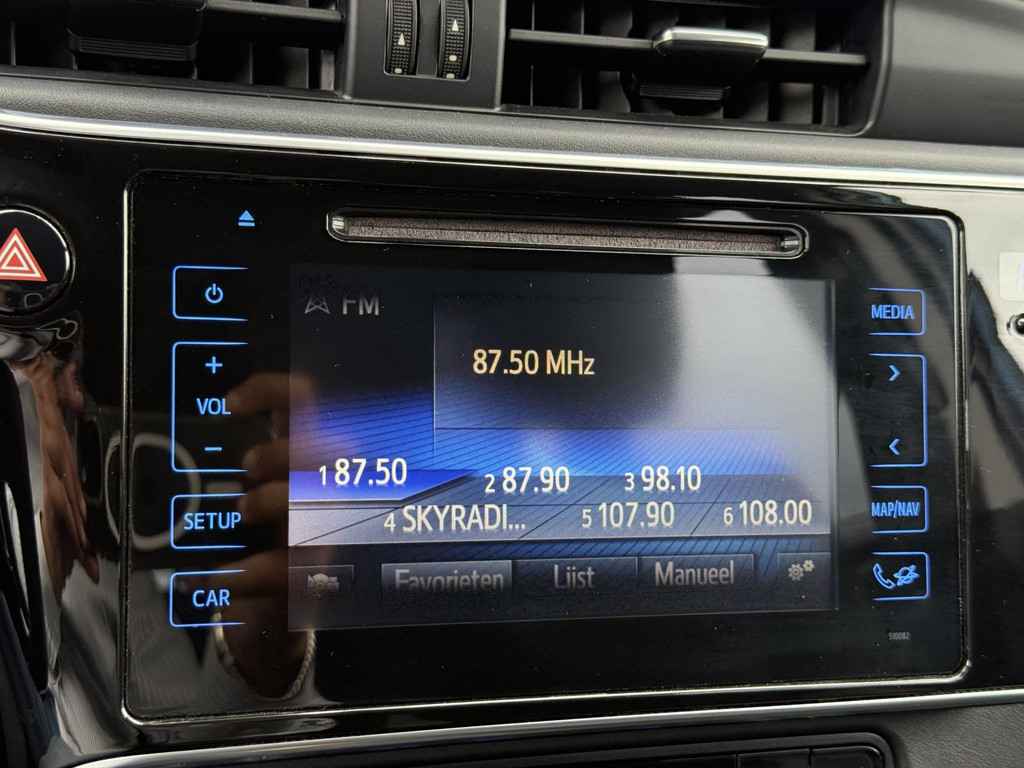 FM
MEDIA
87.50 MHz
+
VOL
-
1 87.50
2 87.90
3 98.10
SETUP
4 SKYRADI...
5 107.90
6 108.00
MAP/NAV
Favorieten
Lijst
Manueel
CAR
510082